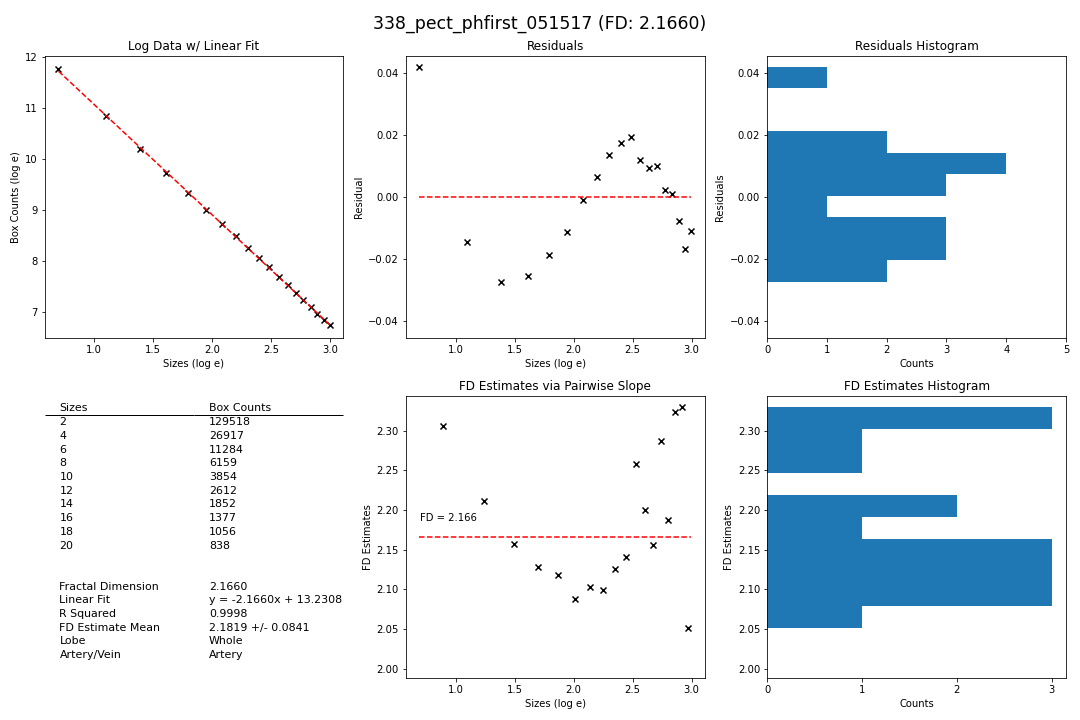 338_pect_phfirst_051517 (FD: 2.1660)
Log Data w/ Linear Fit
Box Counts (log e)
12
11
10
9
8
7
1.0 1.5 2.0 2.5 3.0
Sizes (log e)
Residuals
Residual
0.04
0.02
0.00
−0.02
−0.04
1.0 1.5 2.0 2.5 3.0
Sizes (log e)
Residuals Histogram
Residuals
0.04
0.02
0.00
−0.02
−0.04
0 1 2 3 4 5
Counts
Sizes Box Counts
2 129518
4 26917
6 11284
8 6159
10 3854
12 2612
14 1852
16 1377
18 1056
20 838
Fractal Dimension 2.1660
Linear Fit y = -2.1660x + 13.2308
R Squared 0.9998
FD Estimate Mean 2.1819 +/- 0.0841
Lobe Whole
Artery/Vein Artery
FD Estimates via Pairwise Slope
FD Estimates
2.30
2.25
2.20
2.15
2.10
2.05
2.00
FD = 2.166
1.0 1.5 2.0 2.5 3.0
Sizes (log e)
FD Estimates Histogram
FD Estimates
2.30
2.25
2.20
2.15
2.10
2.05
2.00
0 1 2 3
Counts